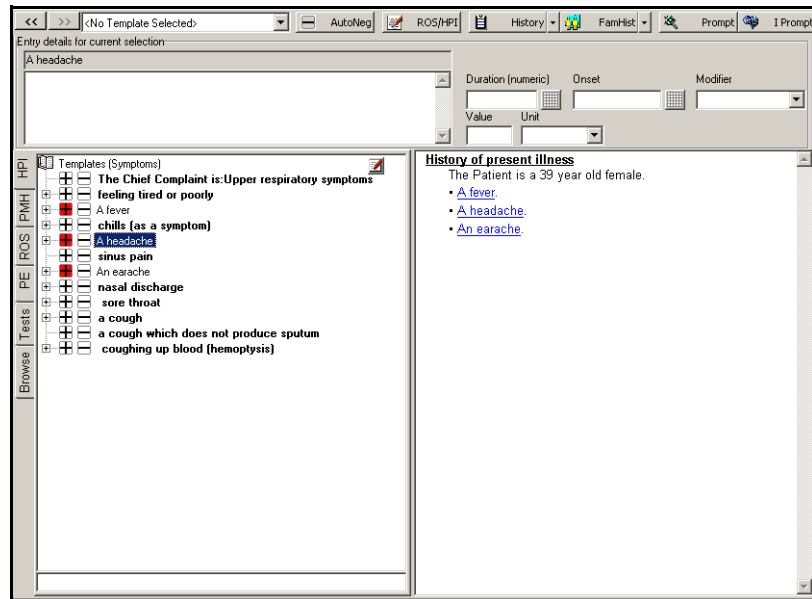 << >> <No Template Selected> AutoNeg ROS/HPI History FamHist Prompt I Prompt
Entry details for current selection
A headache
Duration (numeric) Onset Modifier
Value Unit
HPI
PMH
ROS
PE
Tests
Browse
Templates (Symptoms)
The Chief Complaint is:Upper respiratory symptoms
feeling tired or poorly
A fever
chills (as a symptom)
A headache
sinus pain
An earache
nasal discharge
sore throat
a cough
a cough which does not produce sputum
coughing up blood (hemoptysis)
History of present illness
The Patient is a 39 year old female.
• A fever.
• A headache.
• An earache.